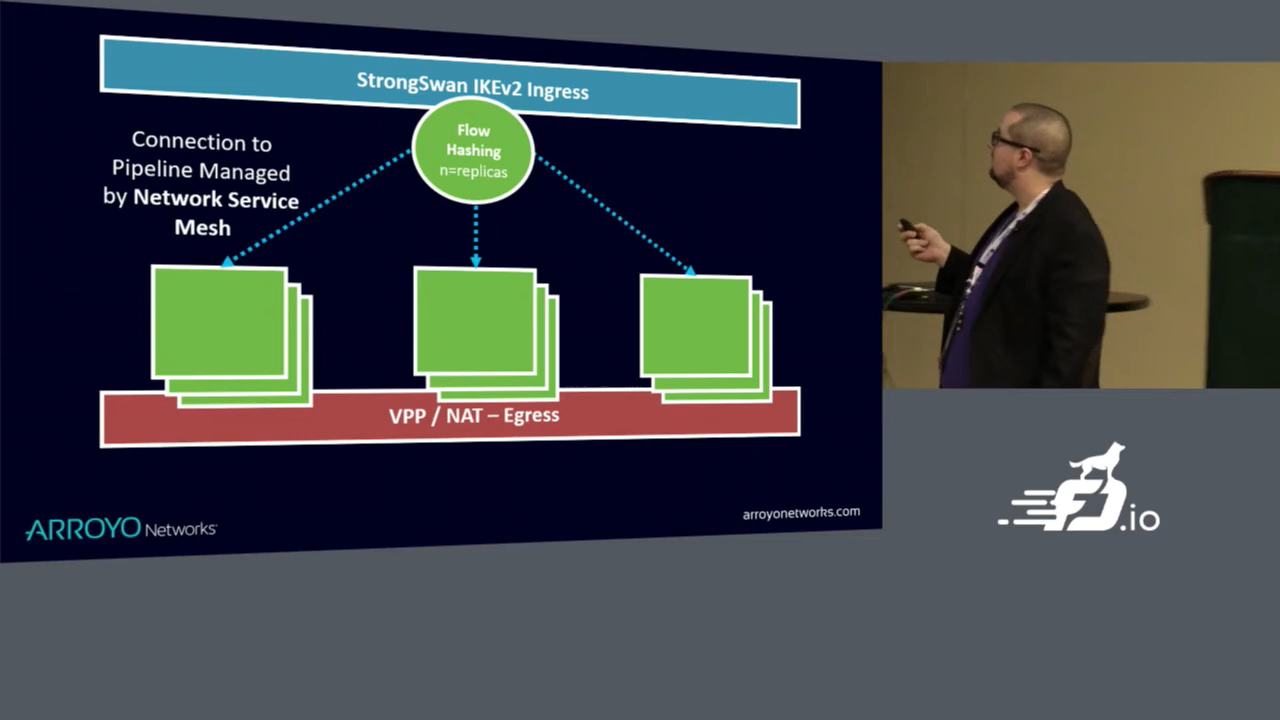 StrongSwan IKEv2 Ingress
Flow
Hashing
n=replicas
Connection to
Pipeline Managed
by Network Service
Mesh
VPP / NAT – Egress
ARROYO Networks
arroyonetworks.com
FD.io